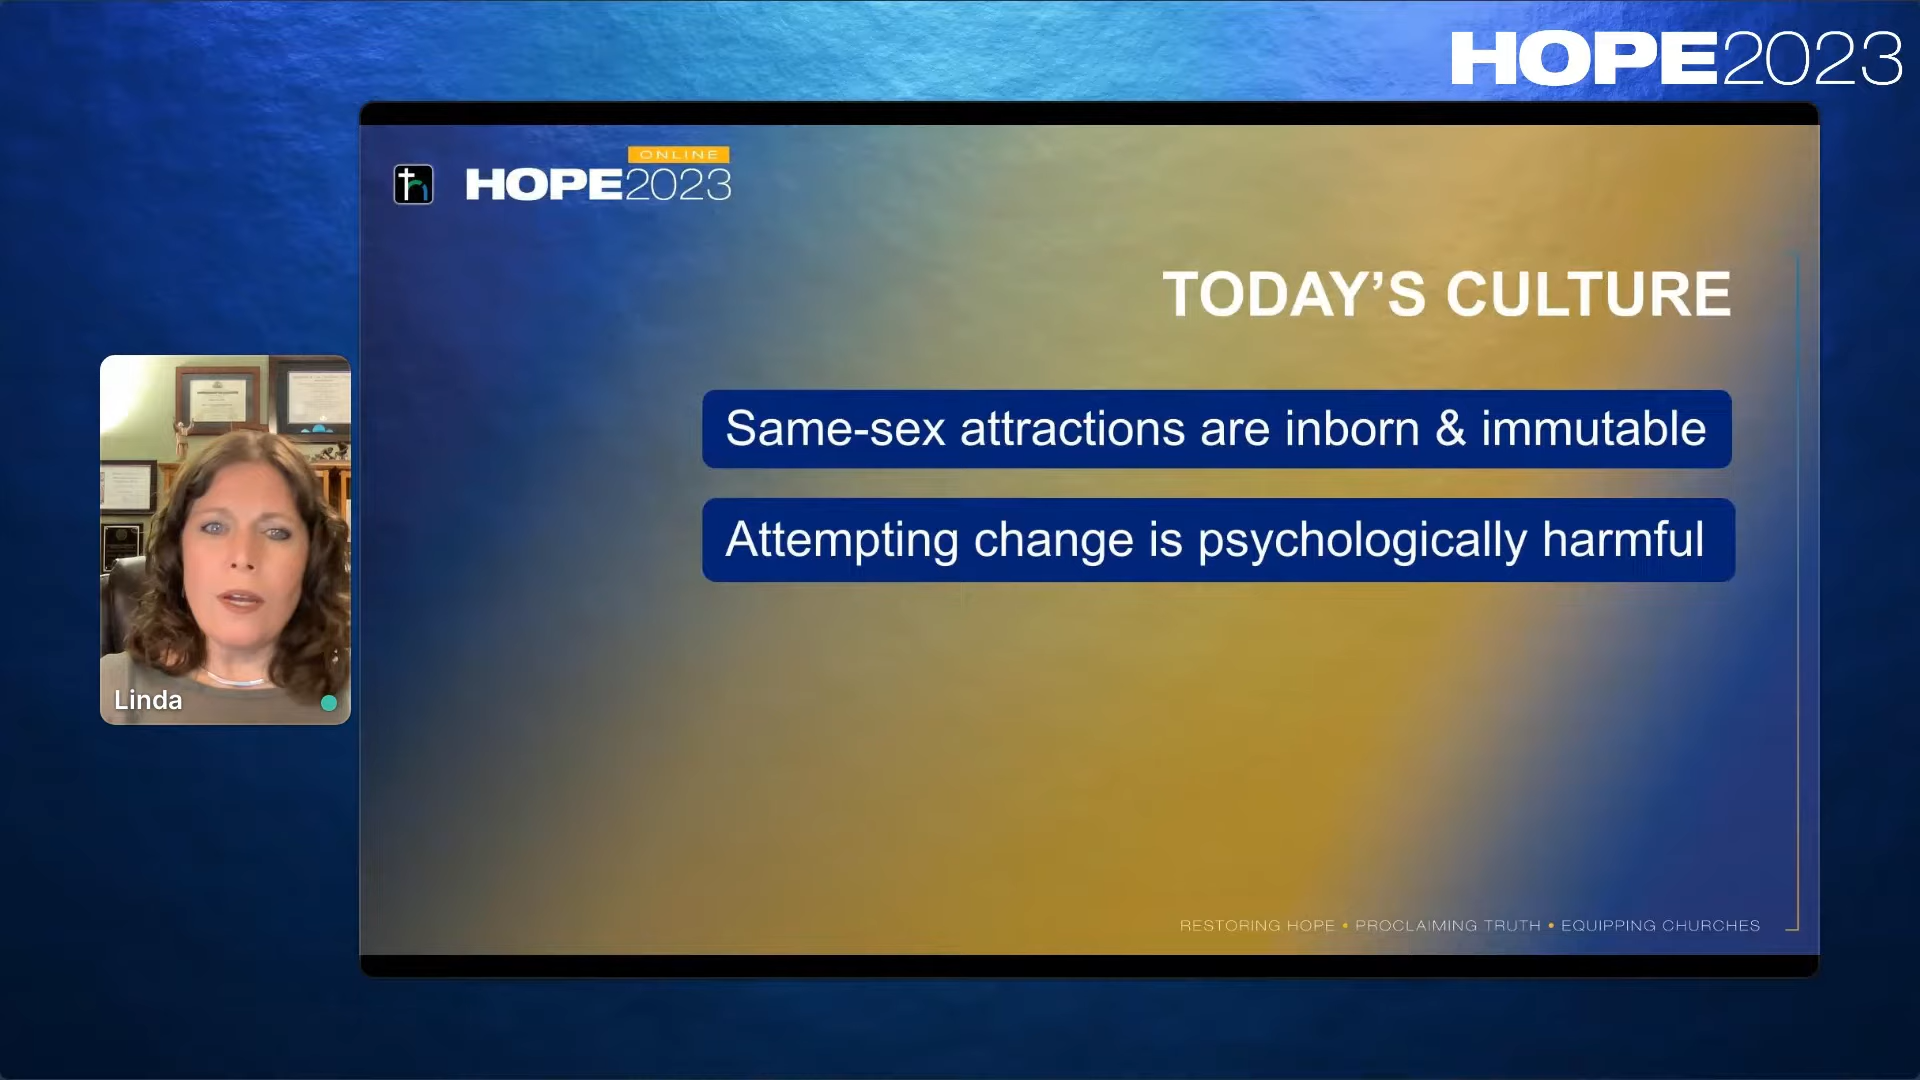 HOPE2023
ONLINE
HOPE2023
TODAY'S CULTURE
Same-sex attractions are inborn & immutable
Attempting change is psychologically harmful
Linda
RESTORING HOPE • PROCLAIMING TRUTH • EQUIPPING CHURCHES